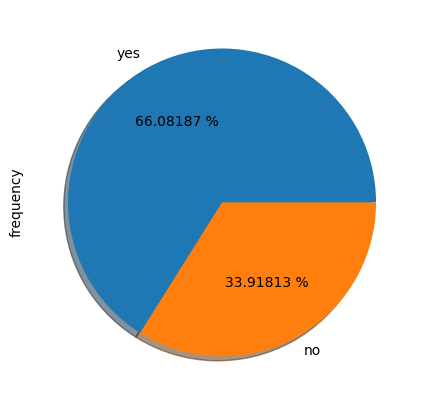 yes
66.08187 %
frequency
33.91813 %
no